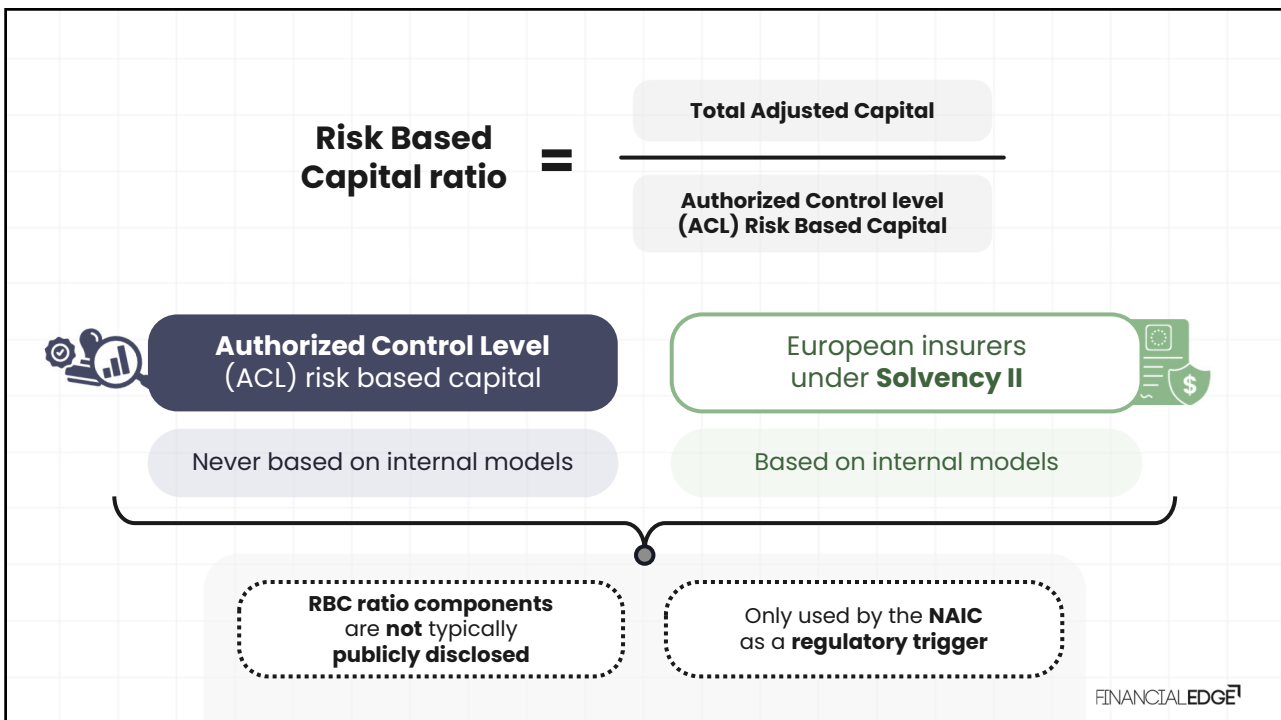 Risk Based
Capital ratio
=
Total Adjusted Capital
Authorized Control level
(ACL) Risk Based Capital
Authorized Control Level
(ACL) risk based capital
European insurers
under Solvency II
$
Never based on internal models
Based on internal models
RBC ratio components
are not typically
publicly disclosed
Only used by the NAIC
as a regulatory trigger
FINANCIALEDGE